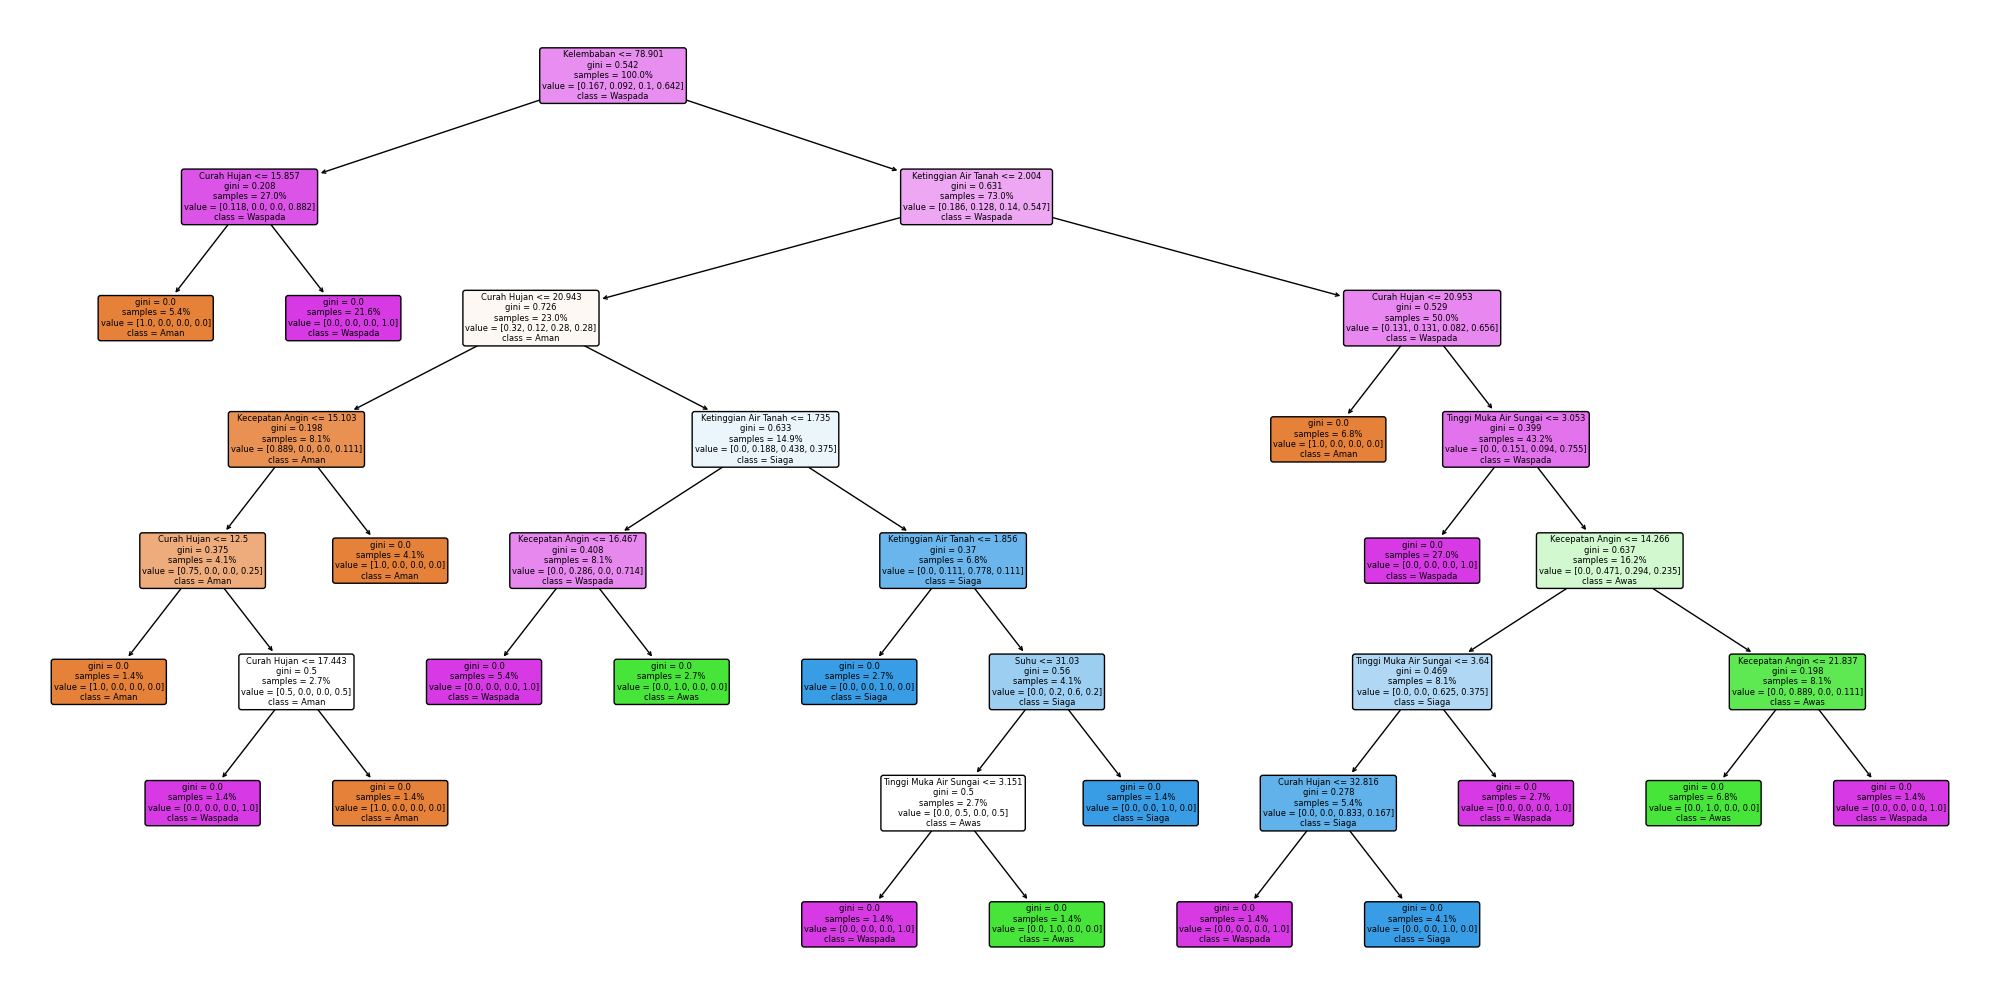 Kelembaban <= 78.901
gini = 0.542
samples = 100.0%
value = [0.167, 0.092, 0.1, 0.642]
class = Waspada
Curah Hujan <= 15.857
gini = 0.208
samples = 27.0%
value = [0.118, 0.0, 0.0, 0.882]
class = Waspada
Ketinggian Air Tanah <= 2.004
gini = 0.631
samples = 73.0%
value = [0.186, 0.128, 0.14, 0.547]
class = Waspada
gini = 0.0
samples = 5.4%
value = [1.0, 0.0, 0.0, 0.0]
class = Aman
gini = 0.0
samples = 21.6%
value = [0.0, 0.0, 0.0, 1.0]
class = Waspada
Curah Hujan <= 20.943
gini = 0.726
samples = 23.0%
value = [0.32, 0.12, 0.28, 0.28]
class = Aman
Curah Hujan <= 20.953
gini = 0.529
samples = 50.0%
value = [0.131, 0.131, 0.082, 0.656]
class = Waspada
Kecepatan Angin <= 15.103
gini = 0.198
samples = 8.1%
value = [0.889, 0.0, 0.0, 0.111]
class = Aman
Ketinggian Air Tanah <= 1.735
gini = 0.633
samples = 14.9%
value = [0.0, 0.188, 0.438, 0.375]
class = Siaga
gini = 0.0
samples = 6.8%
value = [1.0, 0.0, 0.0, 0.0]
class = Aman
Tinggi Muka Air Sungai <= 3.053
gini = 0.399
samples = 43.2%
value = [0.0, 0.151, 0.094, 0.755]
class = Waspada
Curah Hujan <= 12.5
gini = 0.375
samples = 4.1%
value = [0.75, 0.0, 0.0, 0.25]
class = Aman
gini = 0.0
samples = 4.1%
value = [1.0, 0.0, 0.0, 0.0]
class = Aman
Kecepatan Angin <= 16.467
gini = 0.408
samples = 8.1%
value = [0.0, 0.286, 0.0, 0.714]
class = Waspada
Ketinggian Air Tanah <= 1.856
gini = 0.37
samples = 6.8%
value = [0.0, 0.111, 0.778, 0.111]
class = Siaga
gini = 0.0
samples = 27.0%
value = [0.0, 0.0, 0.0, 1.0]
class = Waspada
Kecepatan Angin <= 14.266
gini = 0.637
samples = 16.2%
value = [0.0, 0.471, 0.294, 0.235]
class = Awas
gini = 0.0
samples = 1.4%
value = [1.0, 0.0, 0.0, 0.0]
class = Aman
Curah Hujan <= 17.443
gini = 0.5
samples = 2.7%
value = [0.5, 0.0, 0.0, 0.5]
class = Aman
gini = 0.0
samples = 5.4%
value = [0.0, 0.0, 0.0, 1.0]
class = Waspada
gini = 0.0
samples = 2.7%
value = [0.0, 1.0, 0.0, 0.0]
class = Awas
gini = 0.0
samples = 2.7%
value = [0.0, 0.0, 1.0, 0.0]
class = Siaga
Suhu <= 31.03
gini = 0.56
samples = 4.1%
value = [0.0, 0.2, 0.6, 0.2]
class = Siaga
Tinggi Muka Air Sungai <= 3.64
gini = 0.469
samples = 8.1%
value = [0.0, 0.0, 0.625, 0.375]
class = Siaga
Kecepatan Angin <= 21.837
gini = 0.198
samples = 8.1%
value = [0.0, 0.889, 0.0, 0.111]
class = Awas
gini = 0.0
samples = 1.4%
value = [0.0, 0.0, 0.0, 1.0]
class = Waspada
gini = 0.0
samples = 1.4%
value = [1.0, 0.0, 0.0, 0.0]
class = Aman
Tinggi Muka Air Sungai <= 3.151
gini = 0.5
samples = 2.7%
value = [0.0, 0.5, 0.0, 0.5]
class = Awas
gini = 0.0
samples = 1.4%
value = [0.0, 0.0, 1.0, 0.0]
class = Siaga
Curah Hujan <= 32.816
gini = 0.278
samples = 5.4%
value = [0.0, 0.0, 0.833, 0.167]
class = Siaga
gini = 0.0
samples = 2.7%
value = [0.0, 0.0, 0.0, 1.0]
class = Waspada
gini = 0.0
samples = 6.8%
value = [0.0, 1.0, 0.0, 0.0]
class = Awas
gini = 0.0
samples = 1.4%
value = [0.0, 0.0, 0.0, 1.0]
class = Waspada
gini = 0.0
samples = 1.4%
value = [0.0, 0.0, 0.0, 1.0]
class = Waspada
gini = 0.0
samples = 1.4%
value = [0.0, 1.0, 0.0, 0.0]
class = Awas
gini = 0.0
samples = 1.4%
value = [0.0, 0.0, 0.0, 1.0]
class = Waspada
gini = 0.0
samples = 4.1%
value = [0.0, 0.0, 1.0, 0.0]
class = Siaga